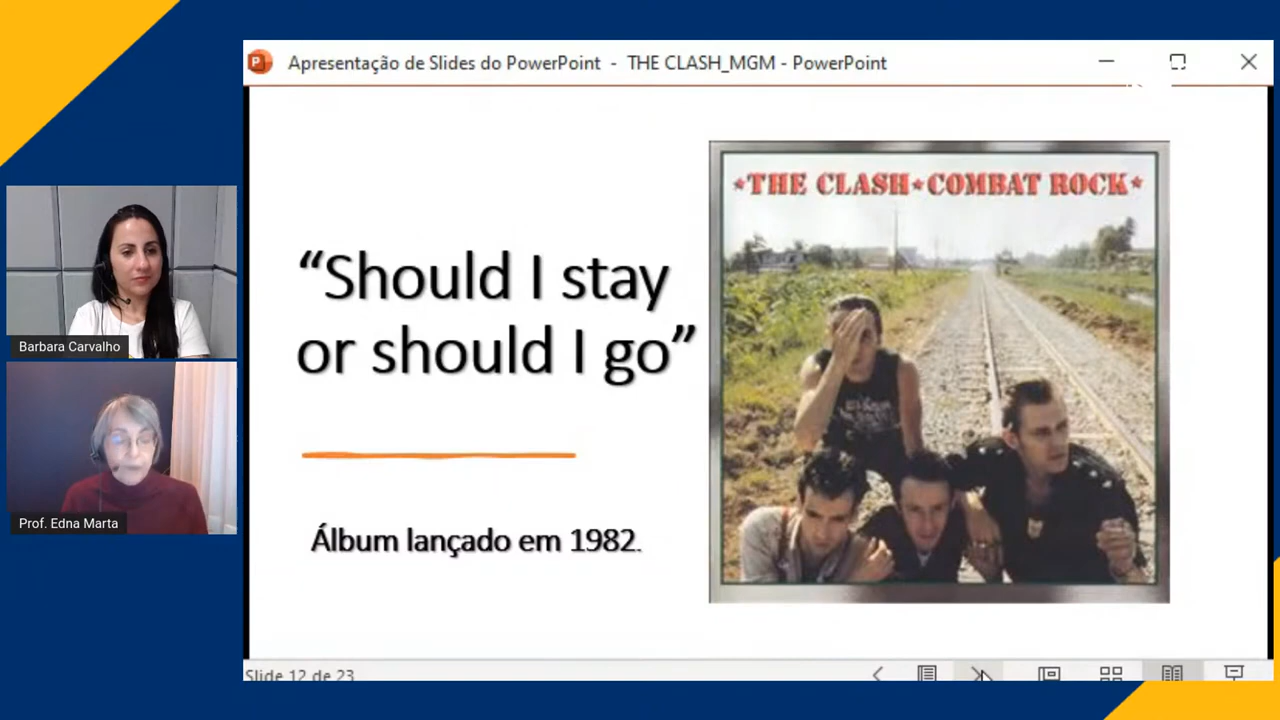 Apresentação de Slides do PowerPoint - THE CLASH_MGM - PowerPoint
★THE CLASH★COMBAT ROCK★
“Should I stay
or should I go”
Álbum lançado em 1982.
Barbara Carvalho
Prof. Edna Marta
Slide 12 de 23